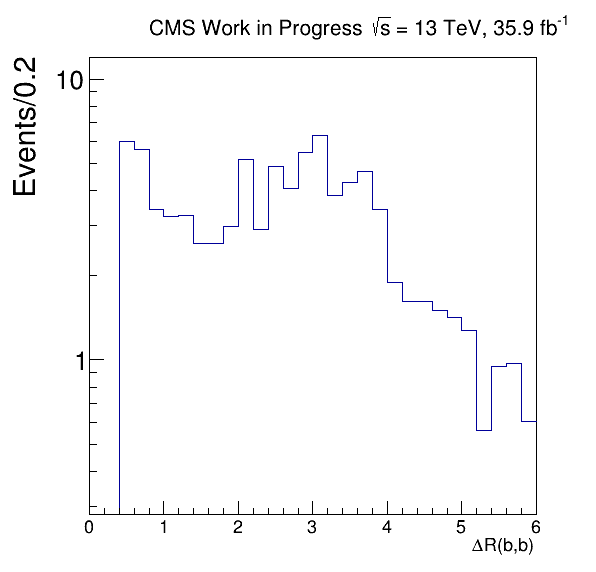 CMS Work in Progress √s = 13 TeV, 35.9 fb⁻¹
Events/0.2
10
1
0 1 2 3 4 5 6
ΔR(b,b)